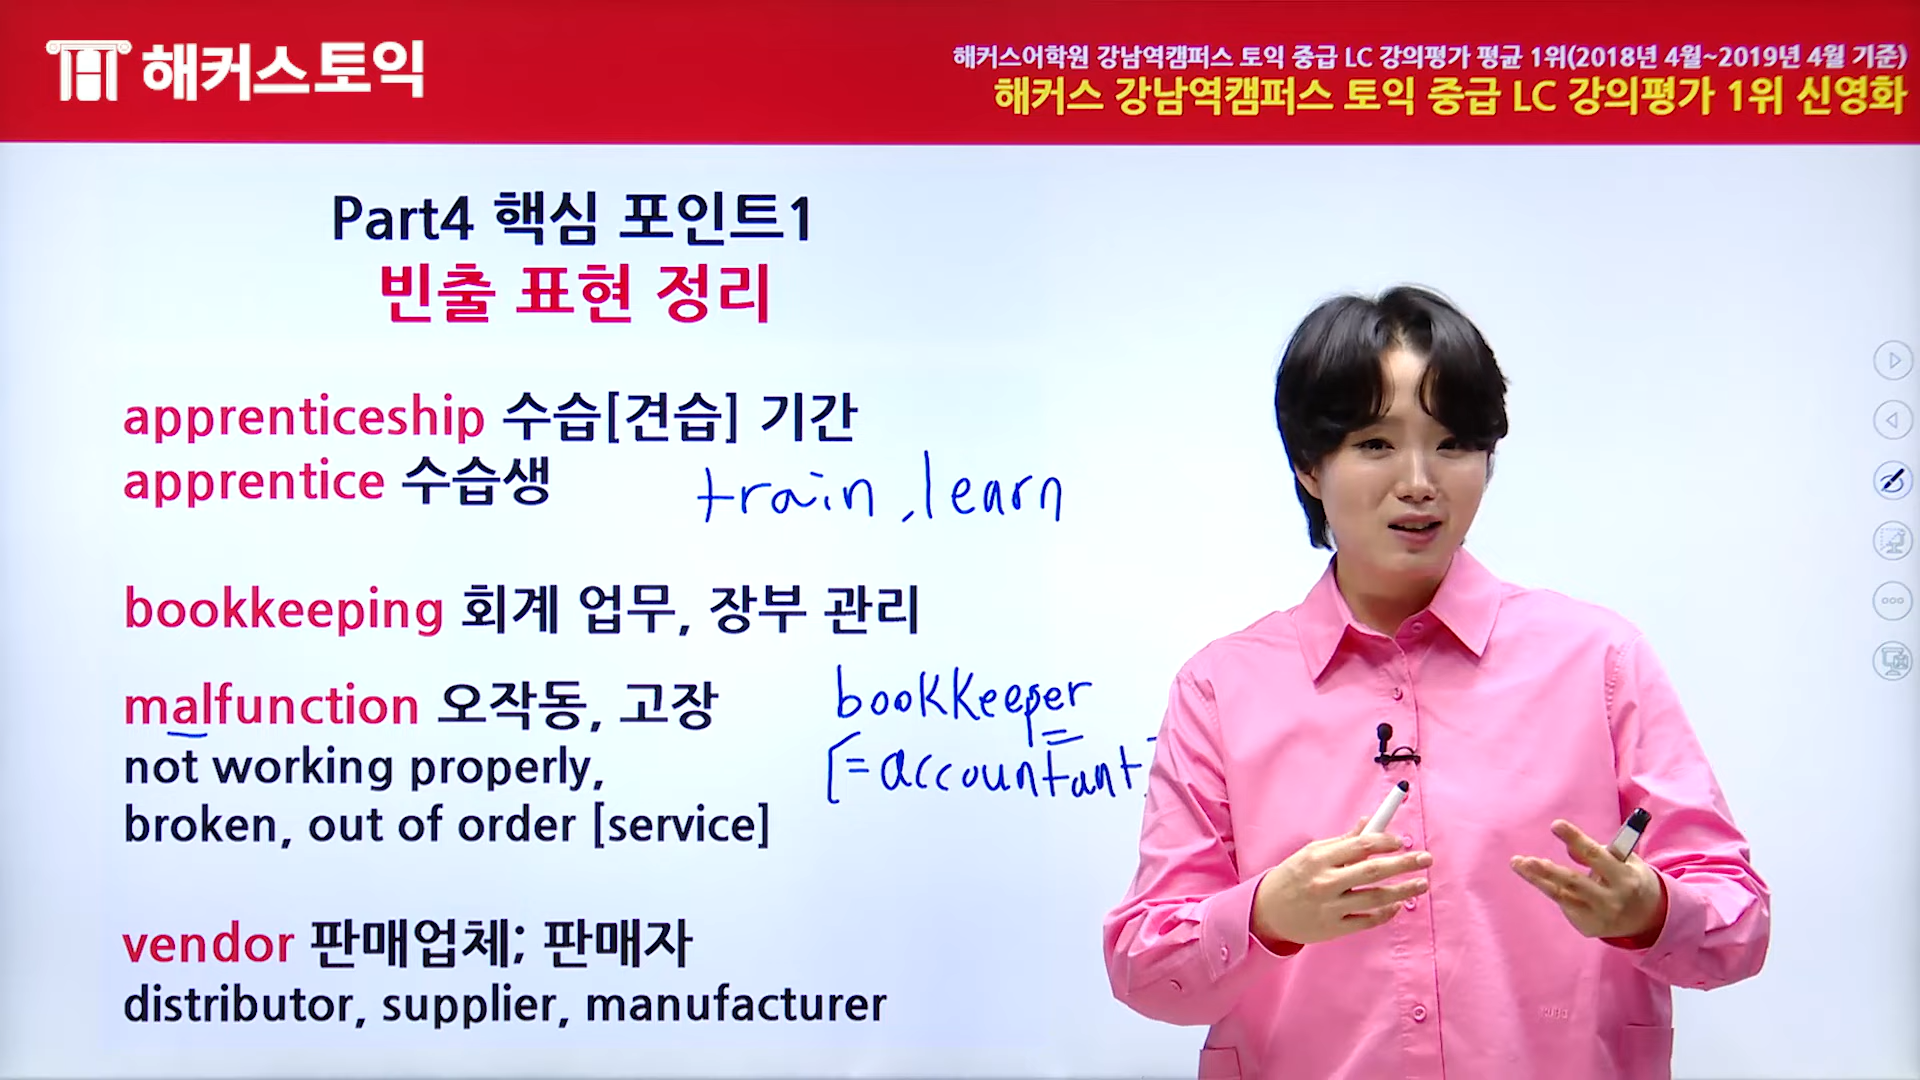 해커스토익
해커스어학원 강남역캠퍼스 토익 중급 LC 강의평가 평균 1위(2018년 4월~2019년 4월 기준)
해커스 강남역캠퍼스 토익 중급 LC 강의평가 1위 신영화
Part4 핵심 포인트1
빈출 표현 정리
apprenticeship 수습[견습] 기간
apprentice 수습생
train, learn
bookkeeping 회계 업무, 장부 관리
malfunction 오작동, 고장
bookkeeper
not working properly,
[=accountant]
broken, out of order [service]
vendor 판매업체; 판매자
distributor, supplier, manufacturer